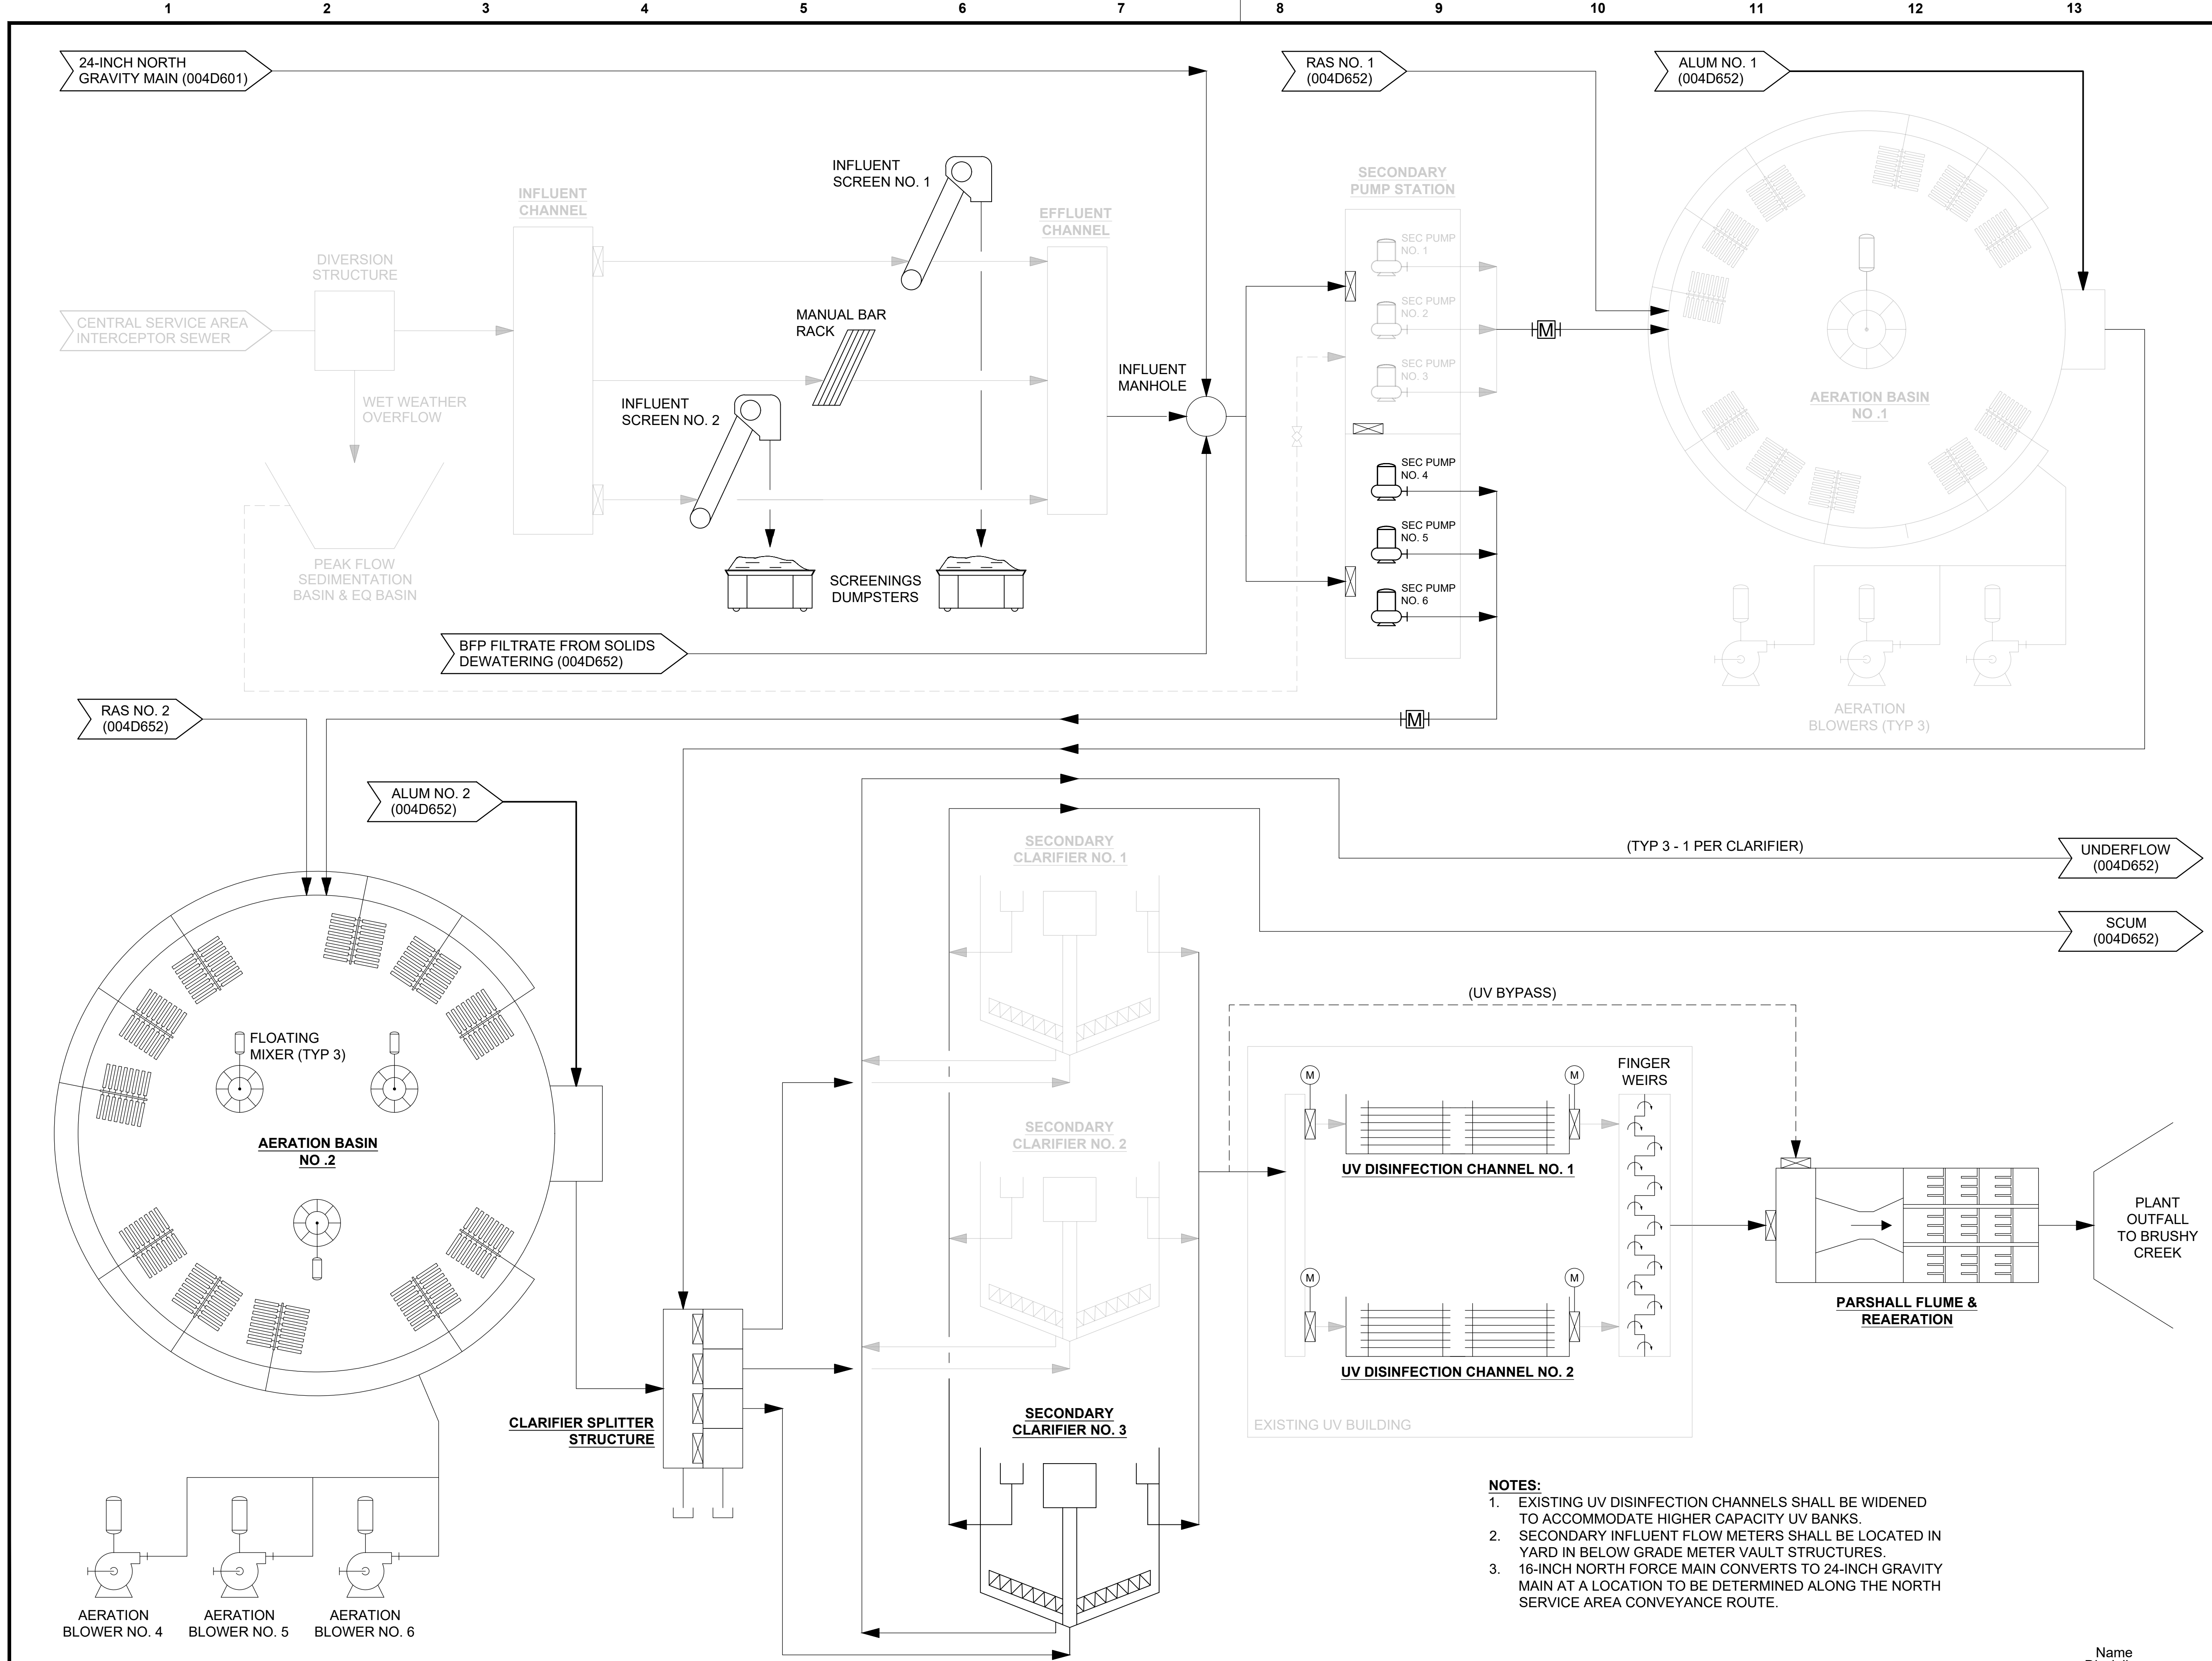 1 2 3 4 5 6 7 8 9 10 11 12 13
24-INCH NORTH
GRAVITY MAIN (004D601)
RAS NO. 1
(004D652)
ALUM NO. 1
(004D652)
INFLUENT
SCREEN NO. 1
INFLUENT
CHANNEL
EFFLUENT
CHANNEL
SECONDARY
PUMP STATION
DIVERSION
STRUCTURE
CENTRAL SERVICE AREA
INTERCEPTOR SEWER
MANUAL BAR
RACK
SEC PUMP
NO. 1
SEC PUMP
NO. 2
SEC PUMP
NO. 3
M
INFLUENT
MANHOLE
WET WEATHER
OVERFLOW
INFLUENT
SCREEN NO. 2
AERATION BASIN
NO .1
SEC PUMP
NO. 4
SEC PUMP
NO. 5
SEC PUMP
NO. 6
PEAK FLOW
SEDIMENTATION
BASIN & EQ BASIN
SCREENINGS
DUMPSTERS
BFP FILTRATE FROM SOLIDS
DEWATERING (004D652)
AERATION
BLOWERS (TYP 3)
RAS NO. 2
(004D652)
M
ALUM NO. 2
(004D652)
SECONDARY
CLARIFIER NO. 1
(TYP 3 - 1 PER CLARIFIER)
UNDERFLOW
(004D652)
SCUM
(004D652)
(UV BYPASS)
FLOATING
MIXER (TYP 3)
FINGER
WEIRS
M
M
AERATION BASIN
NO .2
SECONDARY
CLARIFIER NO. 2
UV DISINFECTION CHANNEL NO. 1
PLANT
OUTFALL
TO BRUSHY
CREEK
M
M
PARSHALL FLUME &
REAERATION
UV DISINFECTION CHANNEL NO. 2
EXISTING UV BUILDING
CLARIFIER SPLITTER
STRUCTURE
SECONDARY
CLARIFIER NO. 3
NOTES:
1. EXISTING UV DISINFECTION CHANNELS SHALL BE WIDENED
TO ACCOMMODATE HIGHER CAPACITY UV BANKS.
2. SECONDARY INFLUENT FLOW METERS SHALL BE LOCATED IN
YARD IN BELOW GRADE METER VAULT STRUCTURES.
3. 16-INCH NORTH FORCE MAIN CONVERTS TO 24-INCH GRAVITY
MAIN AT A LOCATION TO BE DETERMINED ALONG THE NORTH
SERVICE AREA CONVEYANCE ROUTE.
AERATION
BLOWER NO. 4
AERATION
BLOWER NO. 5
AERATION
BLOWER NO. 6
Name